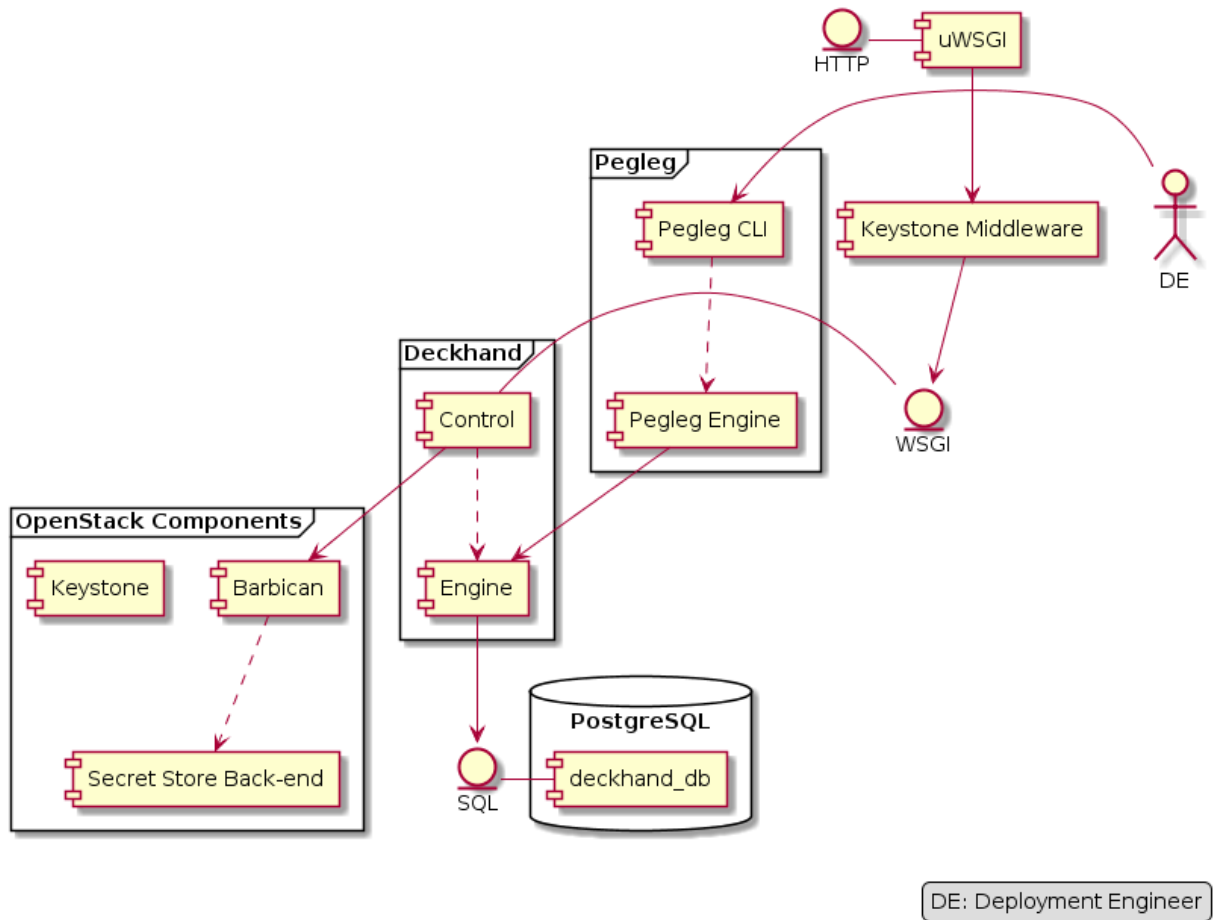 uWSGI
HTTP
Pegleg
Pegleg CLI
Keystone Middleware
DE
Deckhand
Control
Pegleg Engine
WSGI
OpenStack Components
Keystone
Barbican
Engine
PostgreSQL
Secret Store Back-end
deckhand_db
SQL
DE: Deployment Engineer